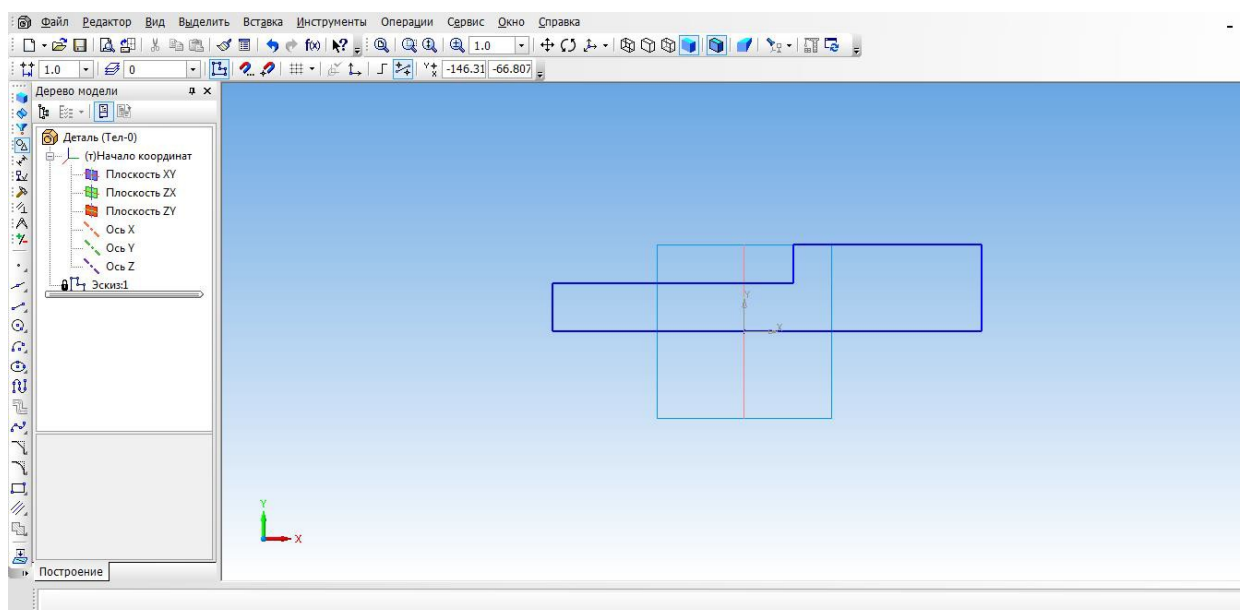 Файл Редактор Вид Выделить Вставка Инструменты Операции Сервис Окно Справка
f(x) 1.0
1.0 0 -146.31 -66.807
Дерево модели
Деталь (Тел-0)
(т)Начало координат
Плоскость XY
Плоскость ZX
Плоскость ZY
Ось X
Ось Y
Ось Z
Эскиз:1
Y
X
Y
X
Построение